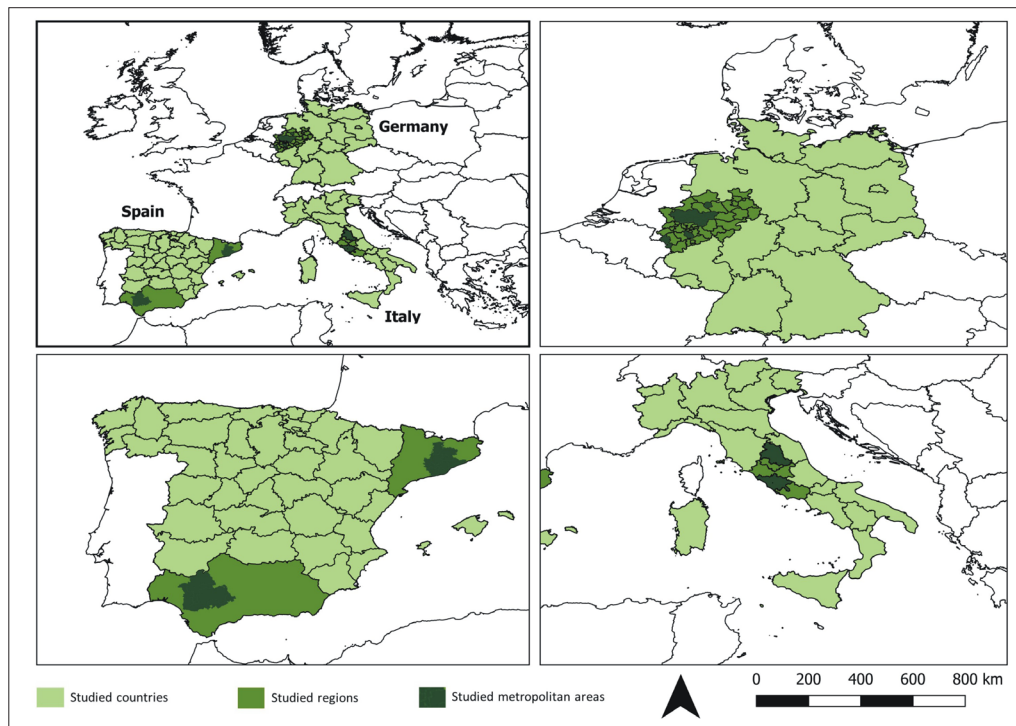 Germany
Spain
Italy
Studied countries
Studied regions
Studied metropolitan areas
0 200 400 600 800 km